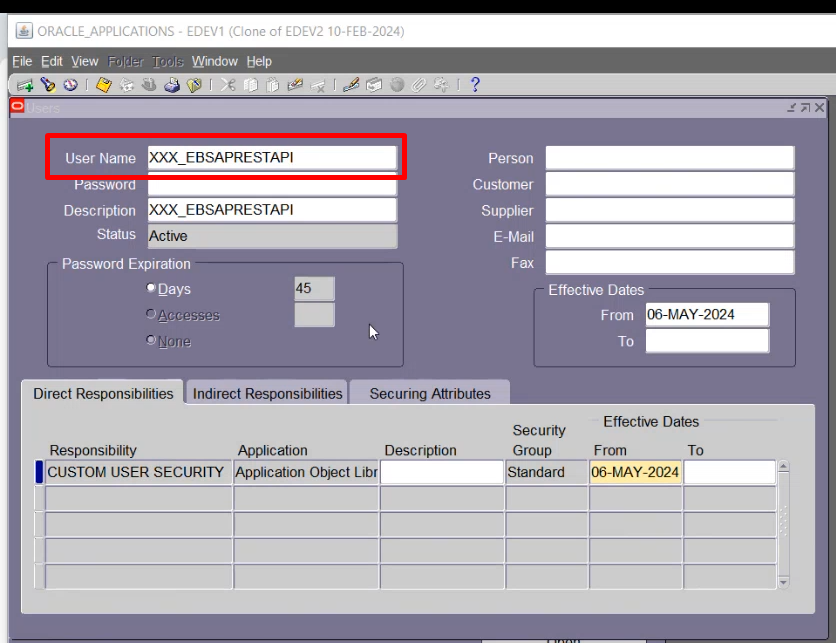 ORACLE_APPLICATIONS - EDEV1 (Clone of EDEV2 10-FEB-2024)
File Edit View Folder Tools Window Help
Users
User Name XXX_EBSAPRESTAPI
Person
Password
Customer
Description XXX_EBSAPRESTAPI
Supplier
Status Active
E-Mail
Password Expiration
Fax
Days 45
Effective Dates
Accesses
From 06-MAY-2024
None
To
Direct Responsibilities Indirect Responsibilities Securing Attributes
Effective Dates
Security
Responsibility Application Description Group From To
CUSTOM USER SECURITY Application Object Libr Standard 06-MAY-2024